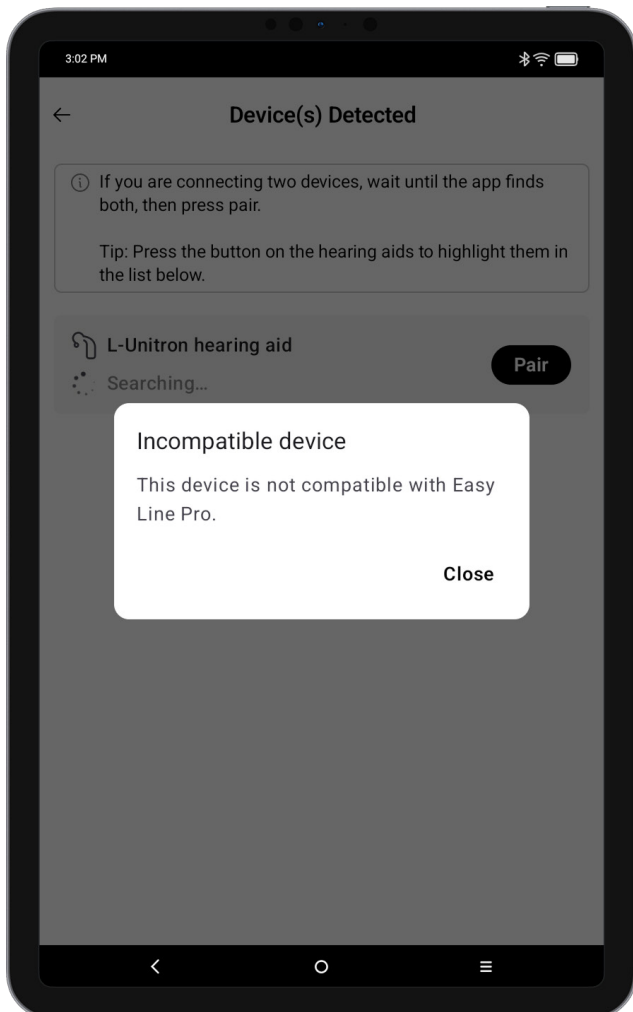 3:02 PM
Device(s) Detected
If you are connecting two devices, wait until the app finds
both, then press pair.
Tip: Press the button on the hearing aids to highlight them in
the list below.
L-Unitron hearing aid
Pair
Searching...
Incompatible device
This device is not compatible with Easy
Line Pro.
Close